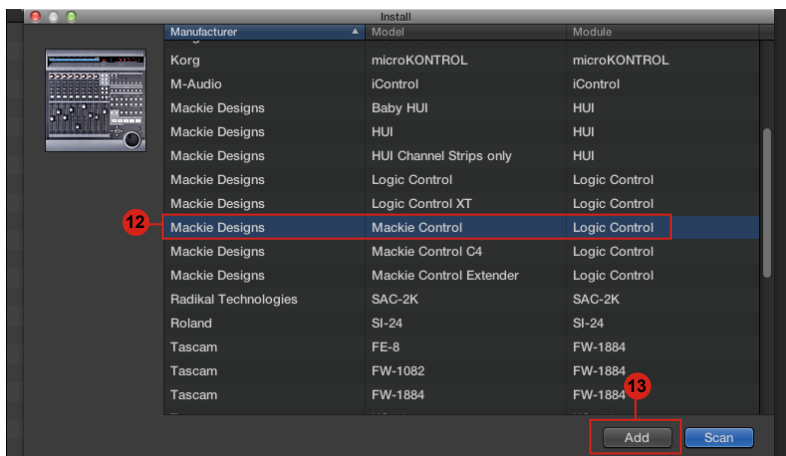 Install
Manufacturer Model Module
Korg microKONTROL microKONTROL
M-Audio iControl iControl
Mackie Designs Baby HUI HUI
Mackie Designs HUI HUI
Mackie Designs HUI Channel Strips only HUI
Mackie Designs Logic Control Logic Control
Mackie Designs Logic Control XT Logic Control
12 Mackie Designs Mackie Control Logic Control
Mackie Designs Mackie Control C4 Logic Control
Mackie Designs Mackie Control Extender Logic Control
Radikal Technologies SAC-2K SAC-2K
Roland SI-24 SI-24
Tascam FE-8 FW-1884
Tascam FW-1082 FW-1884
Tascam FW-1884 FW-1884
13
Add Scan